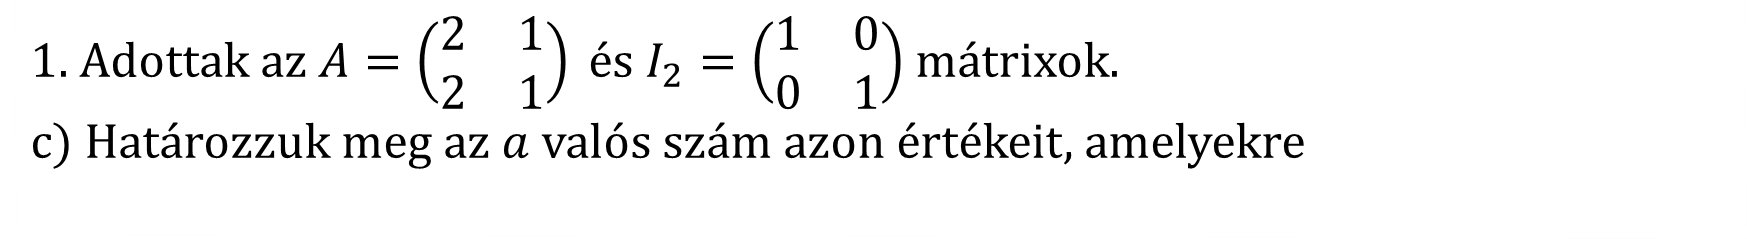 1. Adottak az A = (2 1 2 1) és I₂ = (1 0 0 1) mátrixok.
c) Határozzuk meg az a valós szám azon értékeit, amelyekre